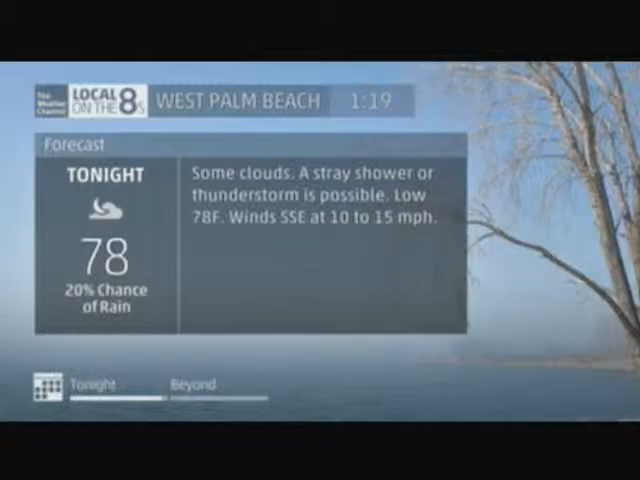 The
Weather
Channel
LOCAL
ON THE 8s
WEST PALM BEACH 1:19
Forecast
TONIGHT
78
20% Chance
of Rain
Some clouds. A stray shower or
thunderstorm is possible. Low
78F. Winds SSE at 10 to 15 mph.
Tonight Beyond